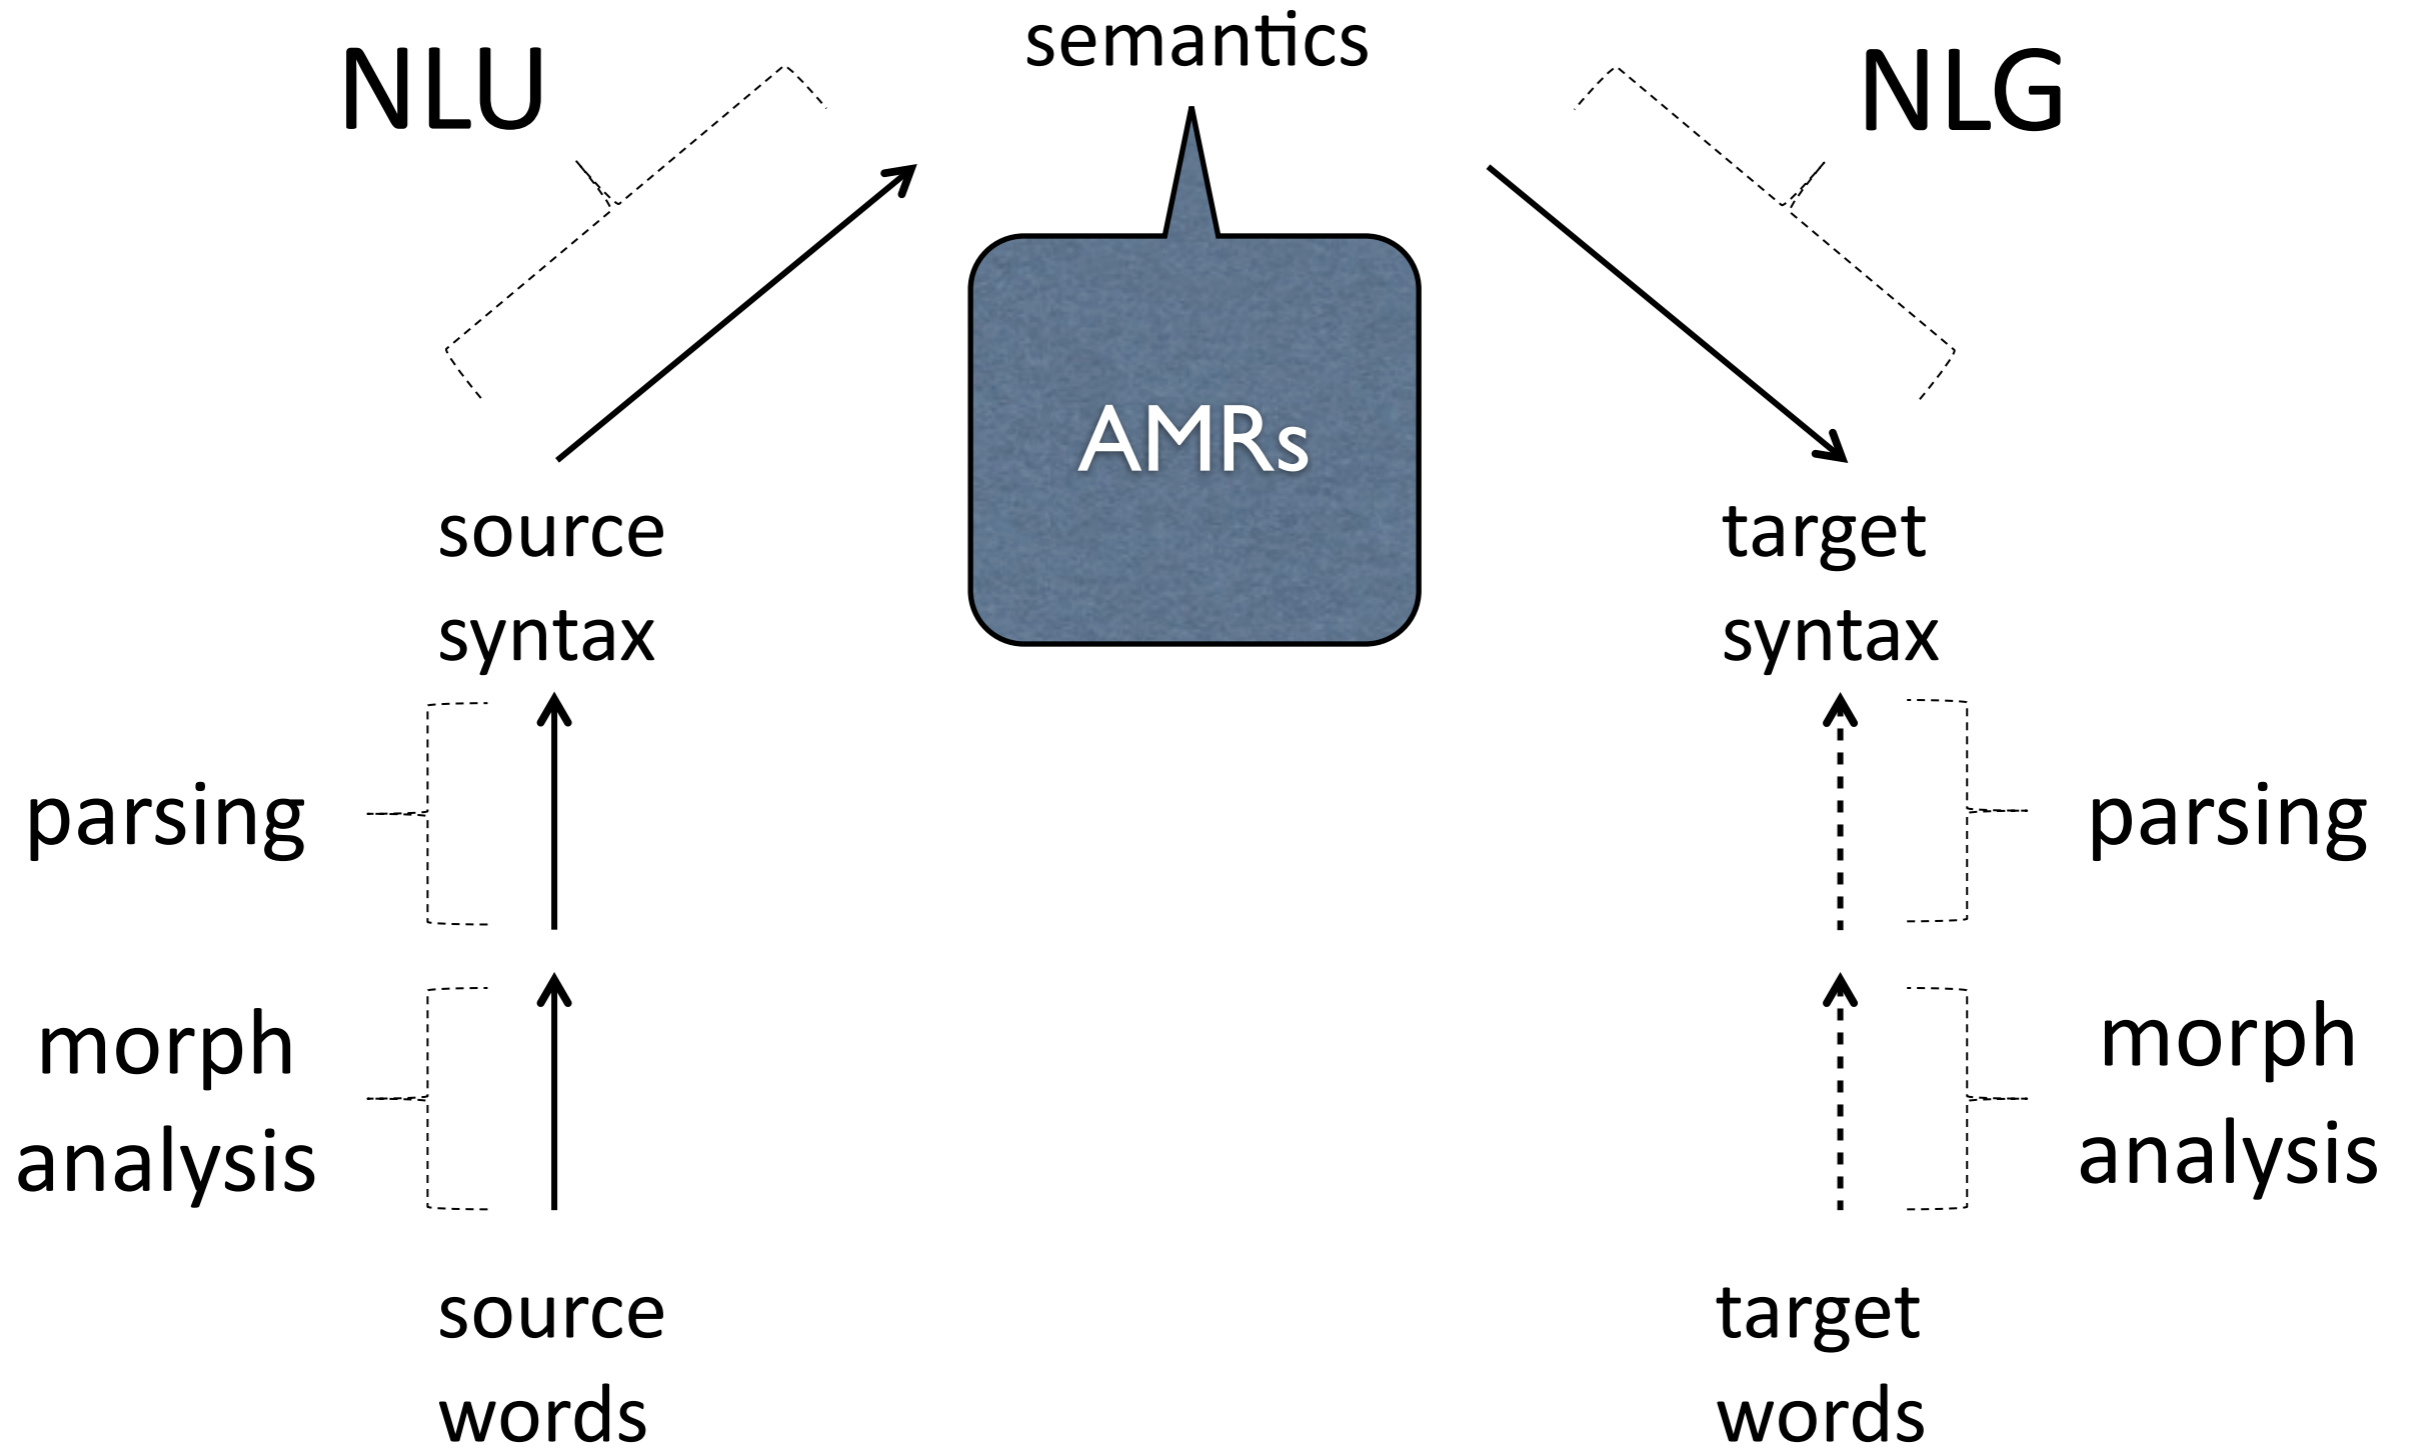 semantics
NLU
NLG
AMRs
source
syntax
target
syntax
parsing
parsing
morph
analysis
morph
analysis
source
words
target
words